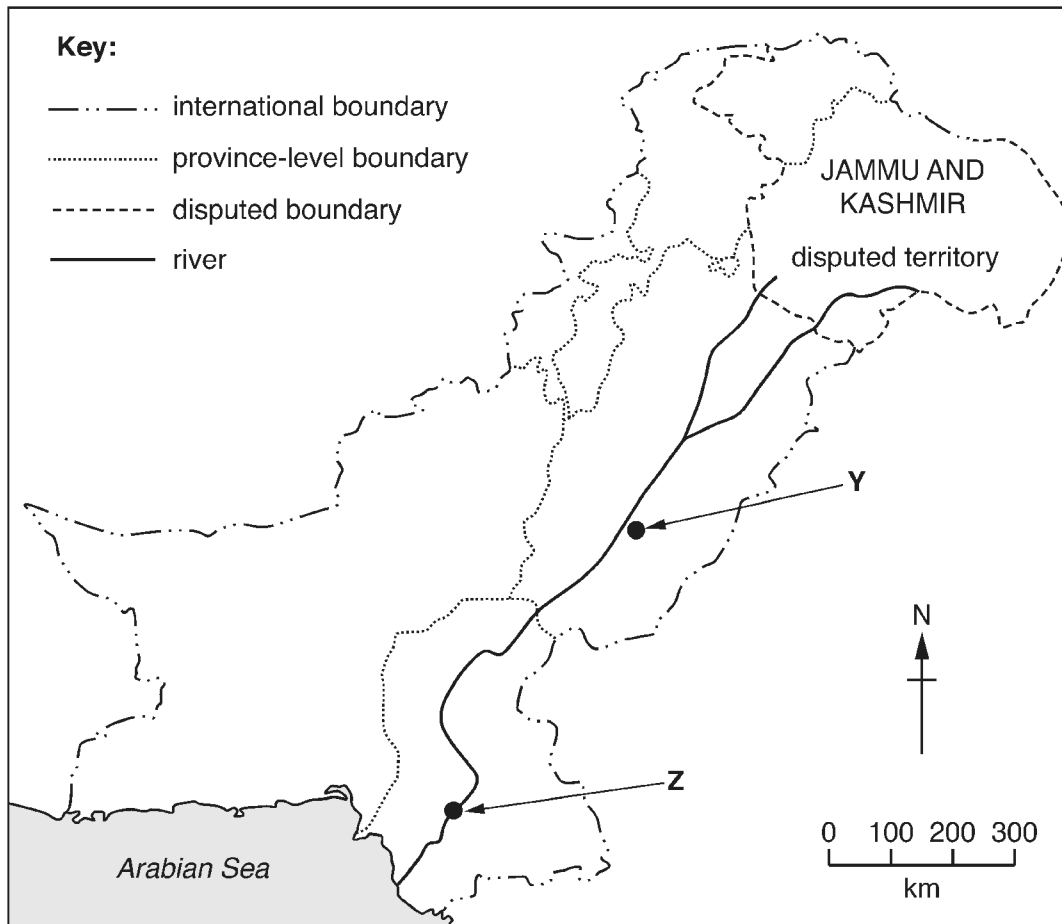 Key:
international boundary
province-level boundary
disputed boundary
river
JAMMU AND
KASHMIR
disputed territory
Y
N
Z
0 100 200 300
km
Arabian Sea